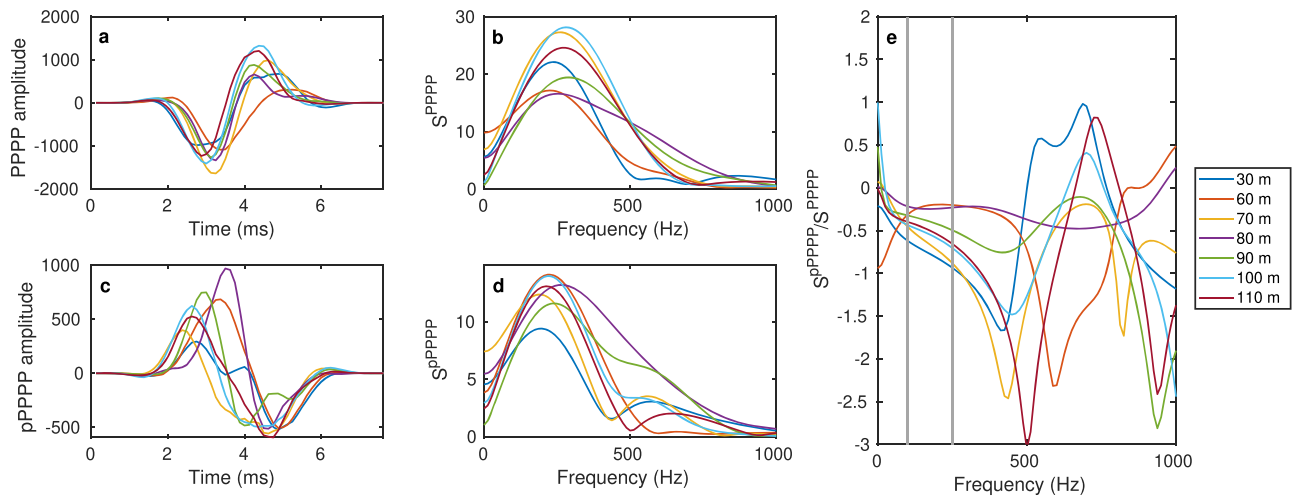 a
2000
1000
0
-1000
-2000
PPPP amplitude
0
2
4
6
Time (ms)
b
30
20
10
0
S^PPPP
0
500
1000
Frequency (Hz)
c
1000
500
0
-500
pPPPP amplitude
0
2
4
6
Time (ms)
d
10
5
0
S^pPPPP
0
500
1000
Frequency (Hz)
e
2
1.5
1
0.5
0
-0.5
-1
-1.5
-2
-2.5
-3
S^pPPPP/S^PPPP
0
500
1000
Frequency (Hz)
30 m
60 m
70 m
80 m
90 m
100 m
110 m